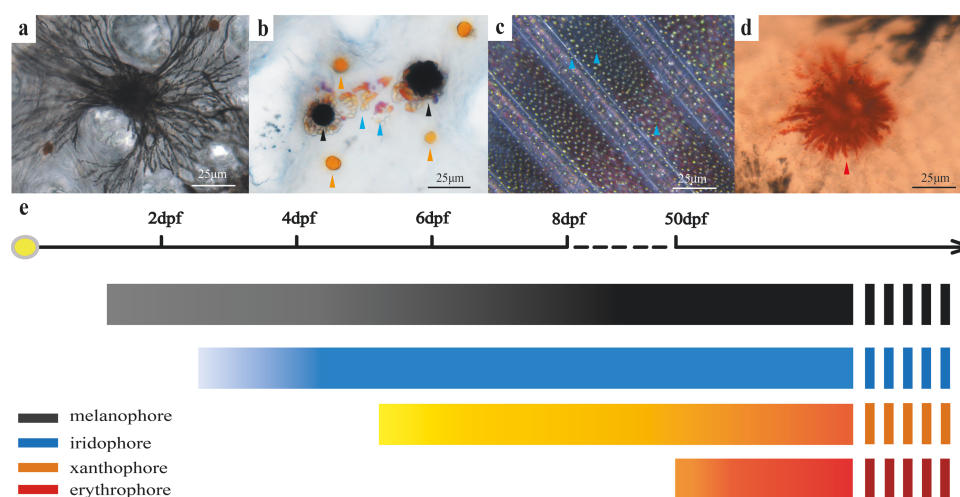 a
b
c
d
25μm
25μm
25μm
25μm
e
2dpf 4dpf 6dpf 8dpf 50dpf
melanophore
iridophore
xanthophore
erythrophore